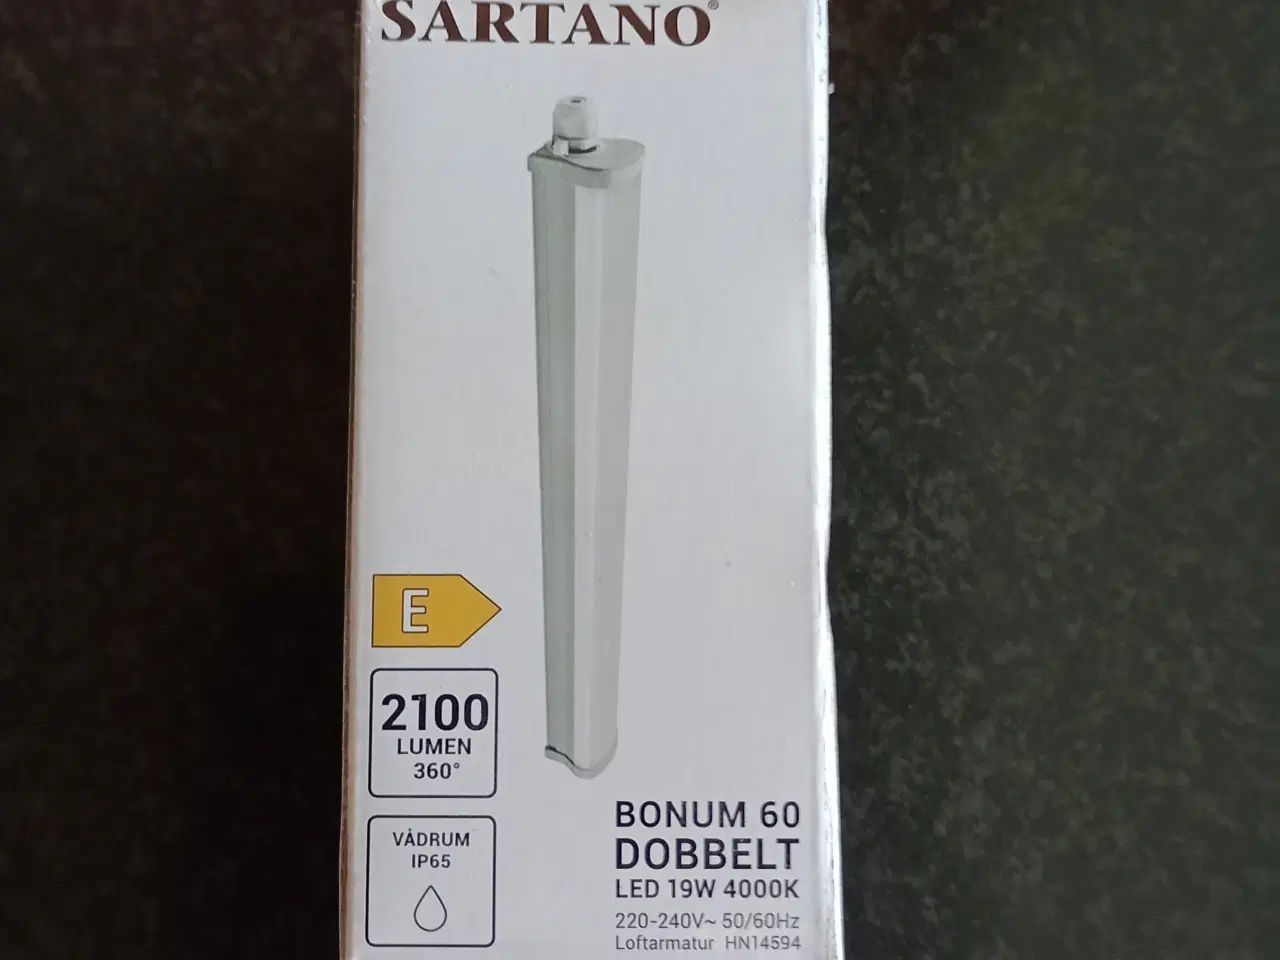 SARTANO®
E
2100
LUMEN
360°
VÅDRUM
IP65
BONUM 60
DOBBELT
LED 19W 4000K
220-240V~ 50/60Hz
Loftarmatur HN14594